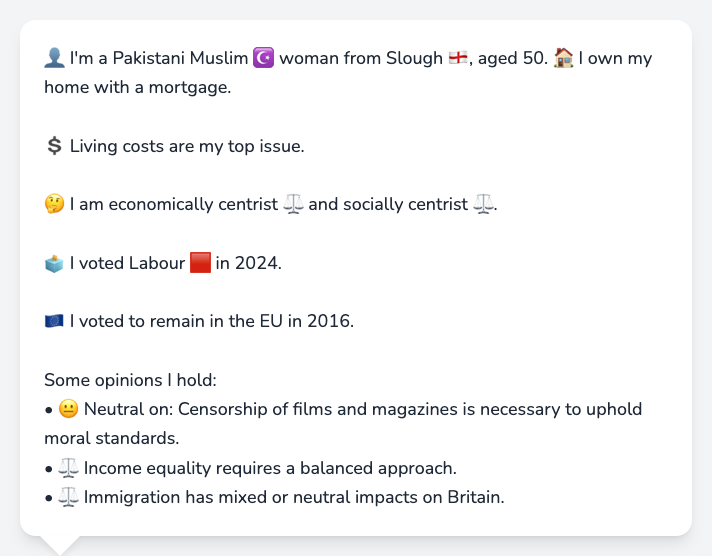 👤 I'm a Pakistani Muslim ☪️ woman from Slough 🏴󠁧󠁢󠁥󠁮󠁧󠁿, aged 50. 🏠 I own my
home with a mortgage.
💲 Living costs are my top issue.
🤔 I am economically centrist ⚖️ and socially centrist ⚖️.
🗳️ I voted Labour 🟥 in 2024.
🇪🇺 I voted to remain in the EU in 2016.
Some opinions I hold:
• 😐 Neutral on: Censorship of films and magazines is necessary to uphold
moral standards.
• ⚖️ Income equality requires a balanced approach.
• ⚖️ Immigration has mixed or neutral impacts on Britain.